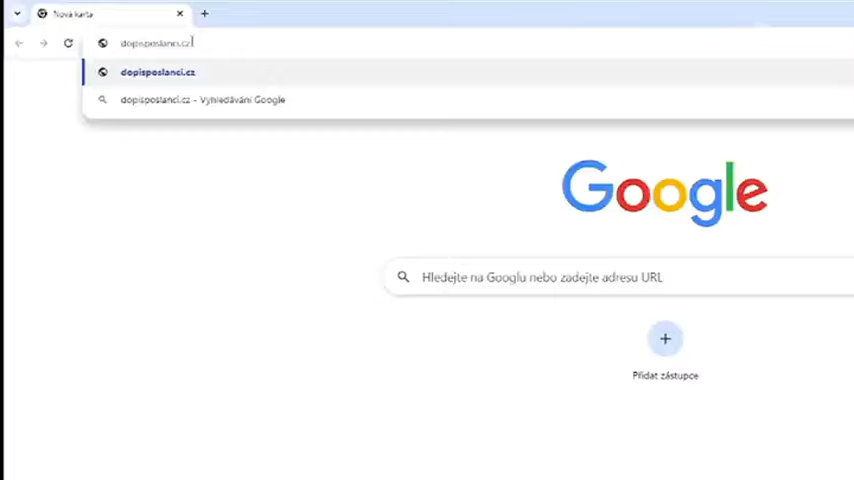 Nová karta
dopisposlanci.cz
dopisposlanci.cz
dopisposlanci.cz - Vyhledávání Google
Google
Hledejte na Googlu nebo zadejte adresu URL
Přidat zástupce